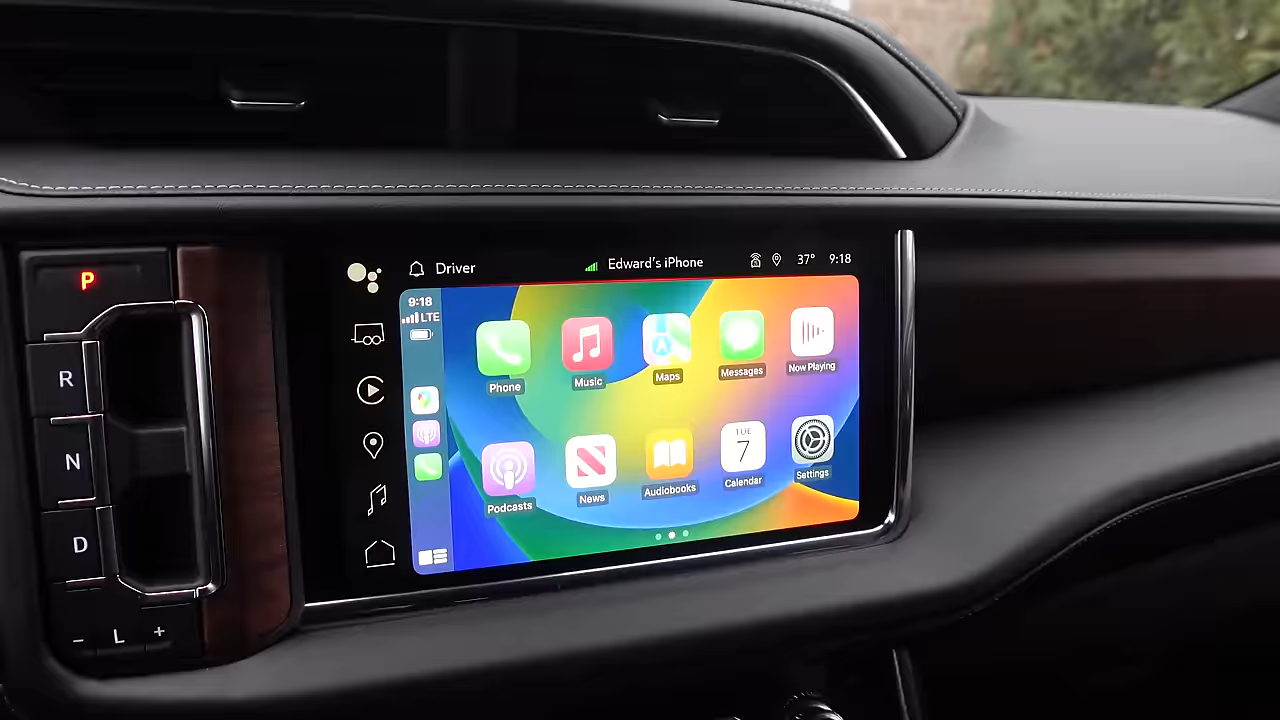 P
R
N
D
− L +
Driver
Edward's iPhone
37° 9:18
9:18
LTE
Phone
Music
Maps
Messages
Now Playing
Podcasts
News
Audiobooks
TUE
7
Calendar
Settings